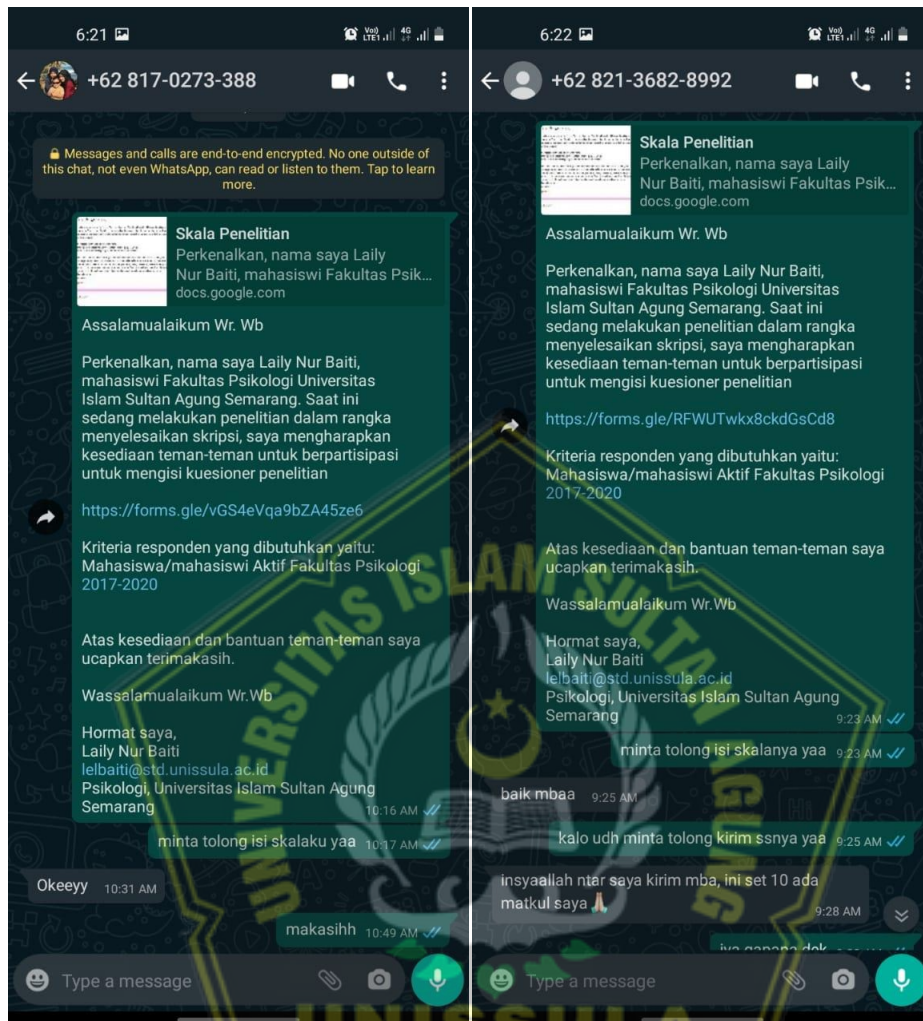 6:21
Voo) 4G
LTE1
+62 817-0273-388
Messages and calls are end-to-end encrypted. No one outside of
this chat, not even WhatsApp, can read or listen to them. Tap to learn
more.
Skala Penelitian
Perkenalkan, nama saya Laily
Nur Baiti, mahasiswi Fakultas Psik...
docs.google.com
Assalamualaikum Wr. Wb
Perkenalkan, nama saya Laily Nur Baiti,
mahasiswi Fakultas Psikologi Universitas
Islam Sultan Agung Semarang. Saat ini
sedang melakukan penelitian dalam rangka
menyelesaikan skripsi, saya mengharapkan
kesediaan teman-teman untuk berpartisipasi
untuk mengisi kuesioner penelitian
https://forms.gle/vGS4eVqa9bZA45ze6
Kriteria responden yang dibutuhkan yaitu:
Mahasiswa/mahasiswi Aktif Fakultas Psikologi
2017-2020
Atas kesediaan dan bantuan teman-teman saya
ucapkan terimakasih.
Wassalamualaikum Wr.Wb
Hormat saya,
Laily Nur Baiti
lelbaiti@std.unissula.ac.id
Psikologi, Universitas Islam Sultan Agung
Semarang
10:16 AM
minta tolong isi skalaku yaa 10:17 AM
Okeeyy 10:31 AM
makasihh 10:49 AM
Type a message
6:22
Voo) 4G
LTE1
+62 821-3682-8992
Skala Penelitian
Perkenalkan, nama saya Laily
Nur Baiti, mahasiswi Fakultas Psik...
docs.google.com
Assalamualaikum Wr. Wb
Perkenalkan, nama saya Laily Nur Baiti,
mahasiswi Fakultas Psikologi Universitas
Islam Sultan Agung Semarang. Saat ini
sedang melakukan penelitian dalam rangka
menyelesaikan skripsi, saya mengharapkan
kesediaan teman-teman untuk berpartisipasi
untuk mengisi kuesioner penelitian
https://forms.gle/RFWUTwkx8ckdGsCd8
Kriteria responden yang dibutuhkan yaitu:
Mahasiswa/mahasiswi Aktif Fakultas Psikologi
2017-2020
Atas kesediaan dan bantuan teman-teman saya
ucapkan terimakasih.
Wassalamualaikum Wr.Wb
Hormat saya,
Laily Nur Baiti
lelbaiti@std.unissula.ac.id
Psikologi, Universitas Islam Sultan Agung
Semarang
9:23 AM
minta tolong isi skalanya yaa 9:23 AM
baik mbaa 9:25 AM
kalo udh minta tolong kirim ssnya yaa 9:25 AM
insyaallah ntar saya kirim mba, ini set 10 ada
matkul saya 🙏🏻
9:28 AM
iya gapapa dek
Type a message
UNIVERSITAS ISLAM SULTAN AGUNG
UNISSULA